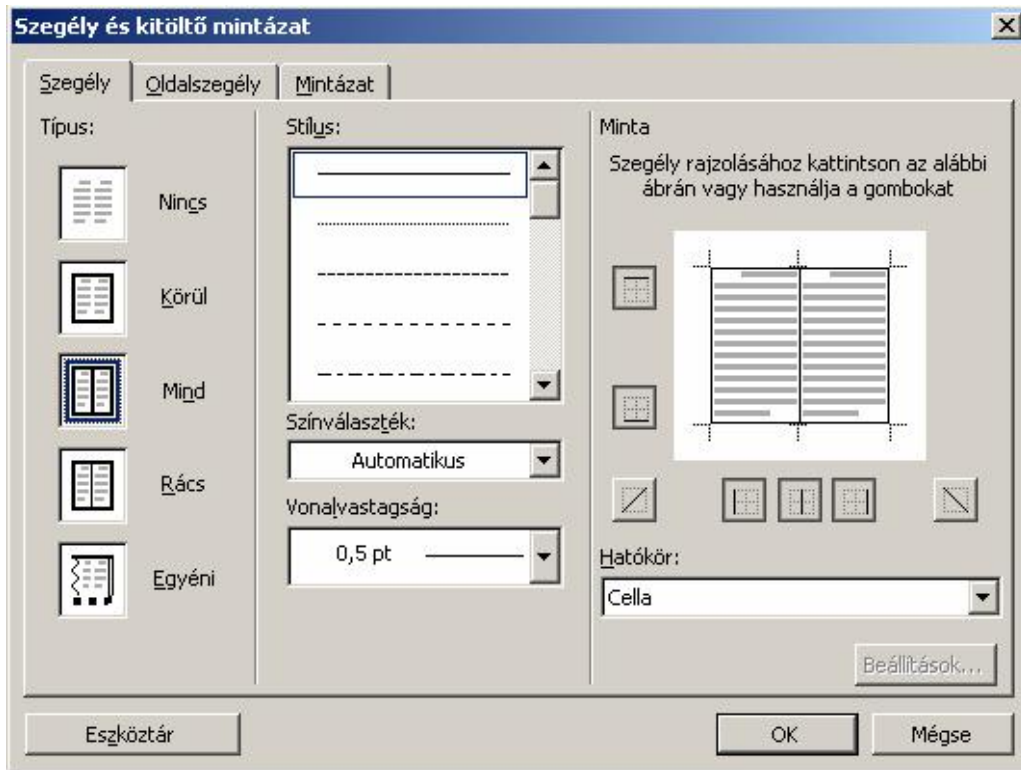 Szegély és kitöltő mintázat
Szegély
Oldalszegély
Mintázat
Típus:
Nincs
Körül
Mind
Rács
Egyéni
Stílus:
Színválaszték:
Automatikus
Vonalvastagság:
0,5 pt
Minta
Szegély rajzolásához kattintson az alábbi
ábrán vagy használja a gombokat
Hatókör:
Cella
Beállítások...
Eszköztár
OK
Mégse